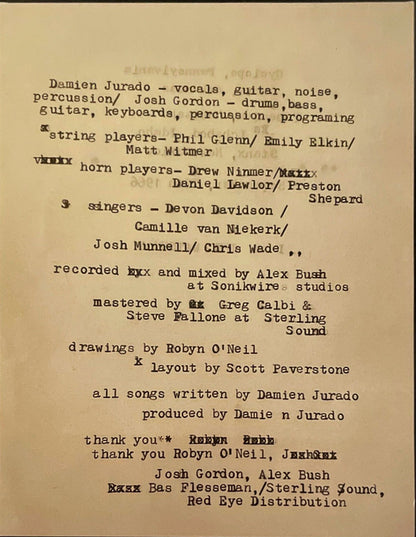 Damien Jurado - vocals, guitar, noise,
percussion/ Josh Gordon - drums,bass,
guitar, keyboards, percussion, programing
string players- Phil Glenn/ Emily Elkin/
Matt Witmer
horn players- Drew Ninmer/
Daniel Lawlor/ Preston
Shepard
singers - Devon Davidson /
Camille van Niekerk/
Josh Munnell/ Chris Wade ,,
recorded and mixed by Alex Bush
at Sonikwire studios
mastered by Greg Calbi &
Steve Fallone at Sterling
Sound
drawings by Robyn O'Neil
layout by Scott Paverstone
all songs written by Damien Jurado
produced by Damie n Jurado
thank you**
thank you Robyn O'Neil,
Josh Gordon, Alex Bush
Bas Flesseman,/Sterling Sound,
Red Eye Distribution